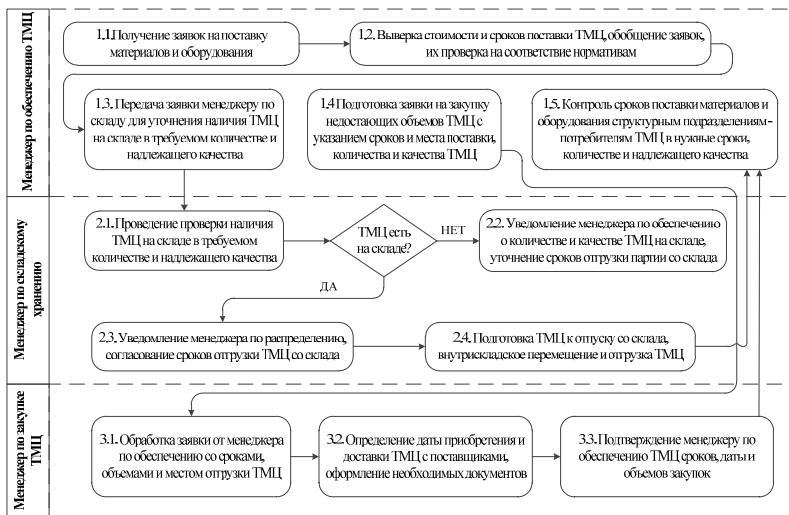 Менеджер по обеспечению ТМЦ
1.1.Получение заявок на поставку
материалов и оборудования
1.2. Выверка стоимости и сроков поставки ТМЦ, обобщение заявок,
их проверка на соответствие нормативам
1.3. Передача заявки менеджеру по
складу для уточнения наличия ТМЦ
на складе в требуемом количестве и
надлежащего качества
1.4 Подготовка заявки на закупку
недостающих объемов ТМЦ с
указанием сроков и места поставки,
количества и качества ТМЦ
1.5. Контроль сроков поставки материалов и
оборудования структурным подразделениям–
потребителям ТМЦ в нужные сроки,
количестве и надлежащего качества
Менеджер по складскому
хранению
2.1. Проведение проверки наличия
ТМЦ на складе в требуемом
количестве и надлежащего качества
ТМЦ есть
на складе?
НЕТ
2.2. Уведомление менеджера по обеспечению
о количестве и качестве ТМЦ на складе,
уточнение сроков отгрузки партии со склада
ДА
2.3. Уведомление менеджера по распределению,
согласование сроков отгрузки ТМЦ со склада
2.4. Подготовка ТМЦ к отпуску со склада,
внутрискладское перемещение и отгрузка ТМЦ
Менеджер по закупке
ТМЦ
3.1. Обработка заявки от менеджера
по обеспечению со сроками,
объемами и местом отгрузки ТМЦ
3.2. Определение даты приобретения и
доставки ТМЦ с поставщиками,
оформление необходимых документов
3.3. Подтверждение менеджеру по
обеспечению ТМЦ сроков, даты и
объемов закупок